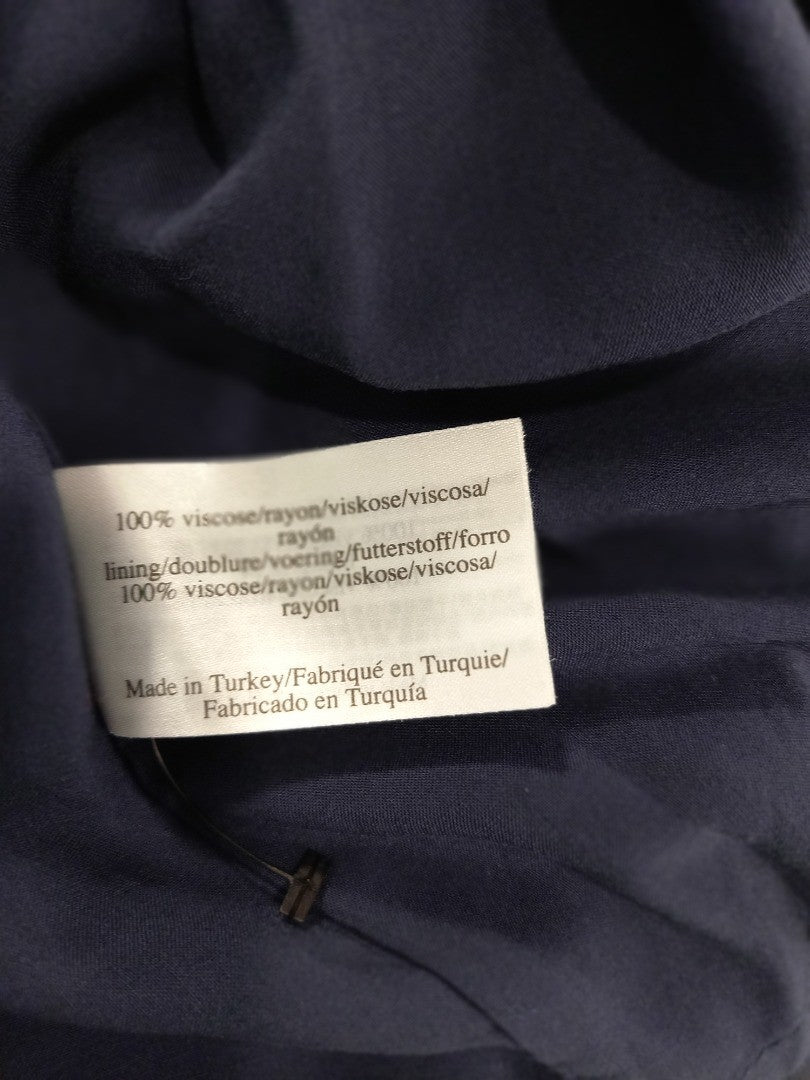 100% viscose/rayon/viskose/viscosa/
rayón
lining/doublure/voering/futterstoff/forro
100% viscose/rayon/viskose/viscosa/
rayón
Made in Turkey/Fabriqué en Turquie/
Fabricado en Turquía